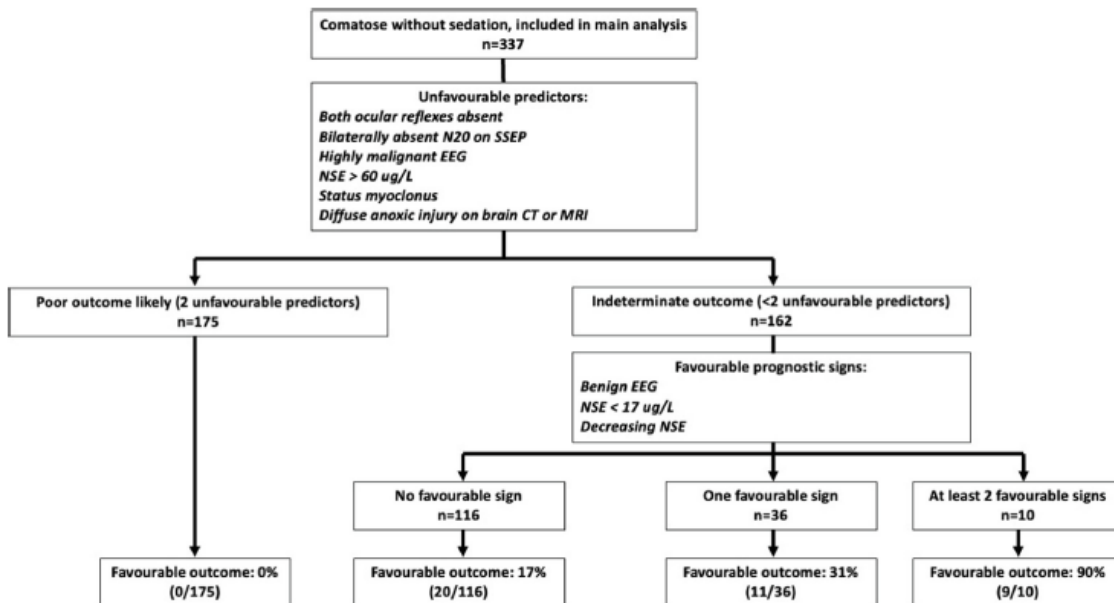 Comatose without sedation, included in main analysis
n=337
Unfavourable predictors:
Both ocular reflexes absent
Bilaterally absent N20 on SSEP
Highly malignant EEG
NSE > 60 ug/L
Status myoclonus
Diffuse anoxic injury on brain CT or MRI
Poor outcome likely (2 unfavourable predictors)
n=175
Indeterminate outcome (<2 unfavourable predictors)
n=162
Favourable prognostic signs:
Benign EEG
NSE < 17 ug/L
Decreasing NSE
No favourable sign
n=116
One favourable sign
n=36
At least 2 favourable signs
n=10
Favourable outcome: 0%
(0/175)
Favourable outcome: 17%
(20/116)
Favourable outcome: 31%
(11/36)
Favourable outcome: 90%
(9/10)